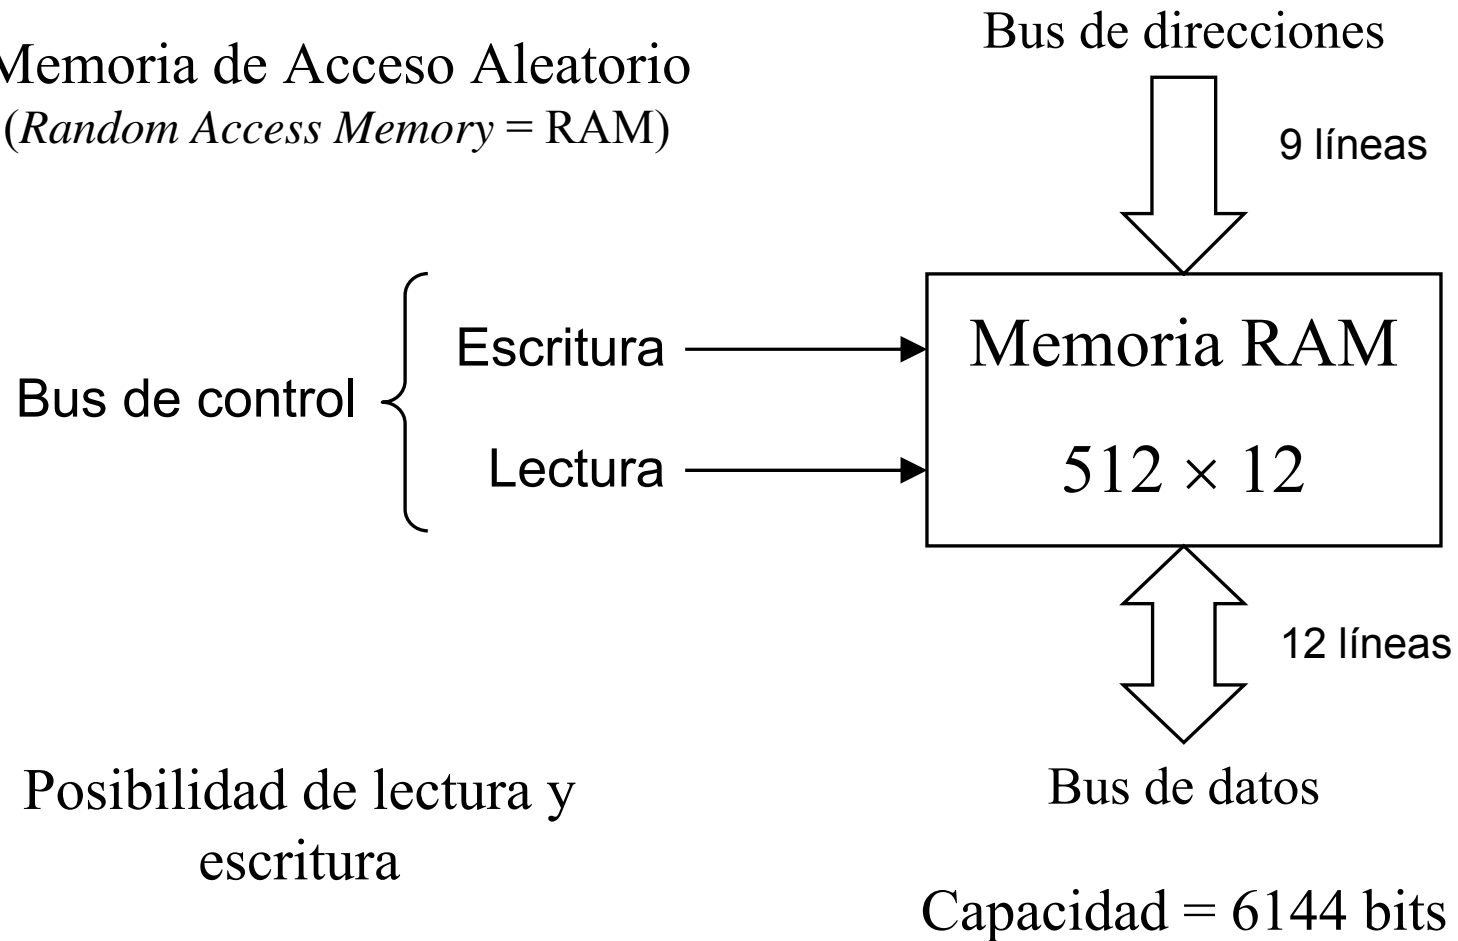 Memoria de Acceso Aleatorio
(Random Access Memory = RAM)
Bus de direcciones
9 líneas
Bus de control
Escritura
Lectura
Memoria RAM
512 × 12
12 líneas
Bus de datos
Posibilidad de lectura y
escritura
Capacidad = 6144 bits